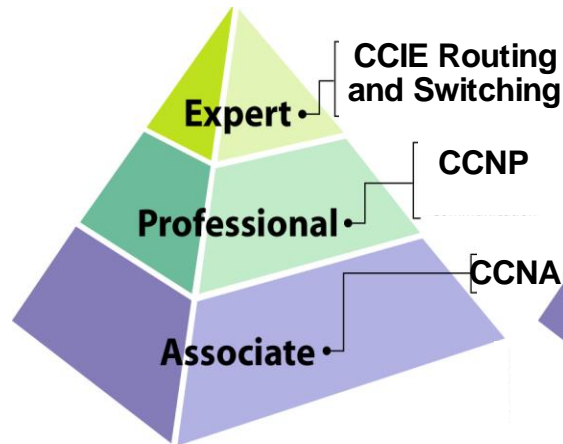 CCIE Routing
and Switching
Expert
CCNP
Professional
CCNA
Associate